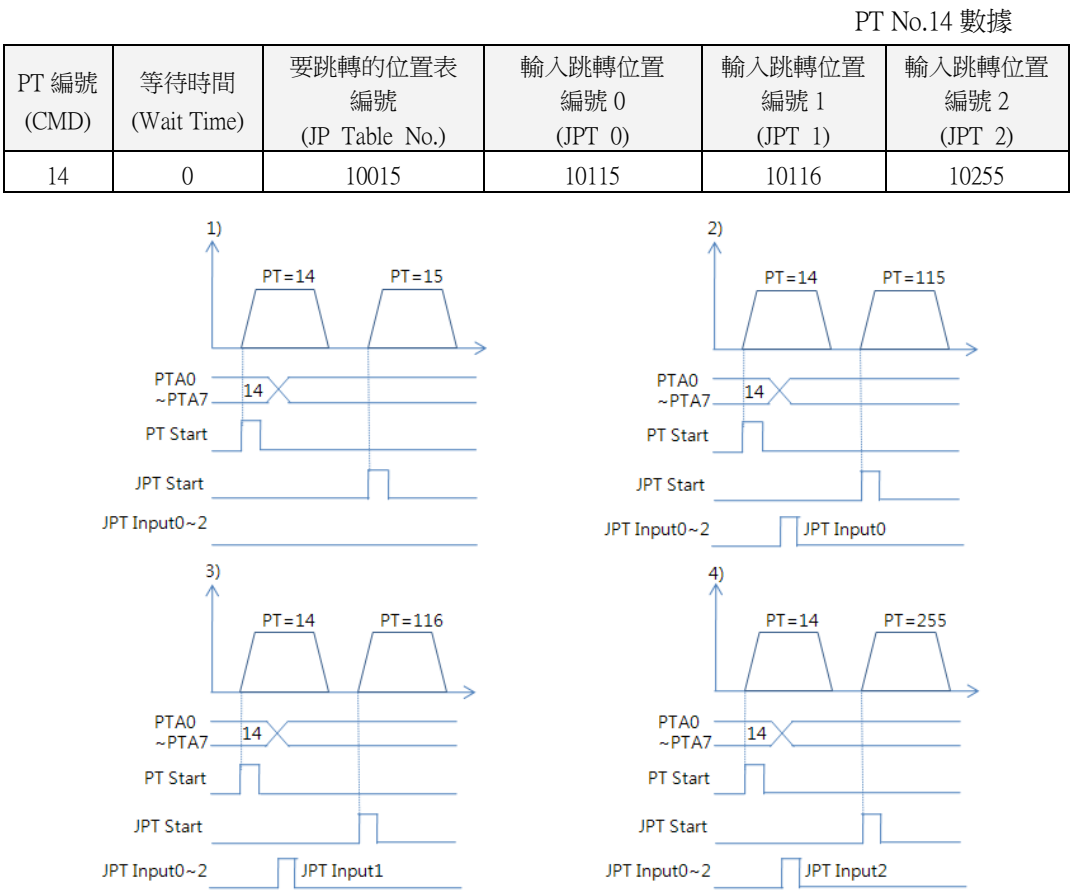 PT No.14 數據
PT 編號
(CMD)
等待時間
(Wait Time)
要跳轉的位置表
編號
(JP Table No.)
輸入跳轉位置
編號 0
(JPT 0)
輸入跳轉位置
編號 1
(JPT 1)
輸入跳轉位置
編號 2
(JPT 2)
14 0 10015 10115 10116 10255
1)
PT=14 PT=15
PTA0
~PTA7
14
PT Start
JPT Start
JPT Input0~2
2)
PT=14 PT=115
PTA0
~PTA7
14
PT Start
JPT Start
JPT Input0~2 JPT Input0
3)
PT=14 PT=116
PTA0
~PTA7
14
PT Start
JPT Start
JPT Input0~2 JPT Input1
4)
PT=14 PT=255
PTA0
~PTA7
14
PT Start
JPT Start
JPT Input0~2 JPT Input2